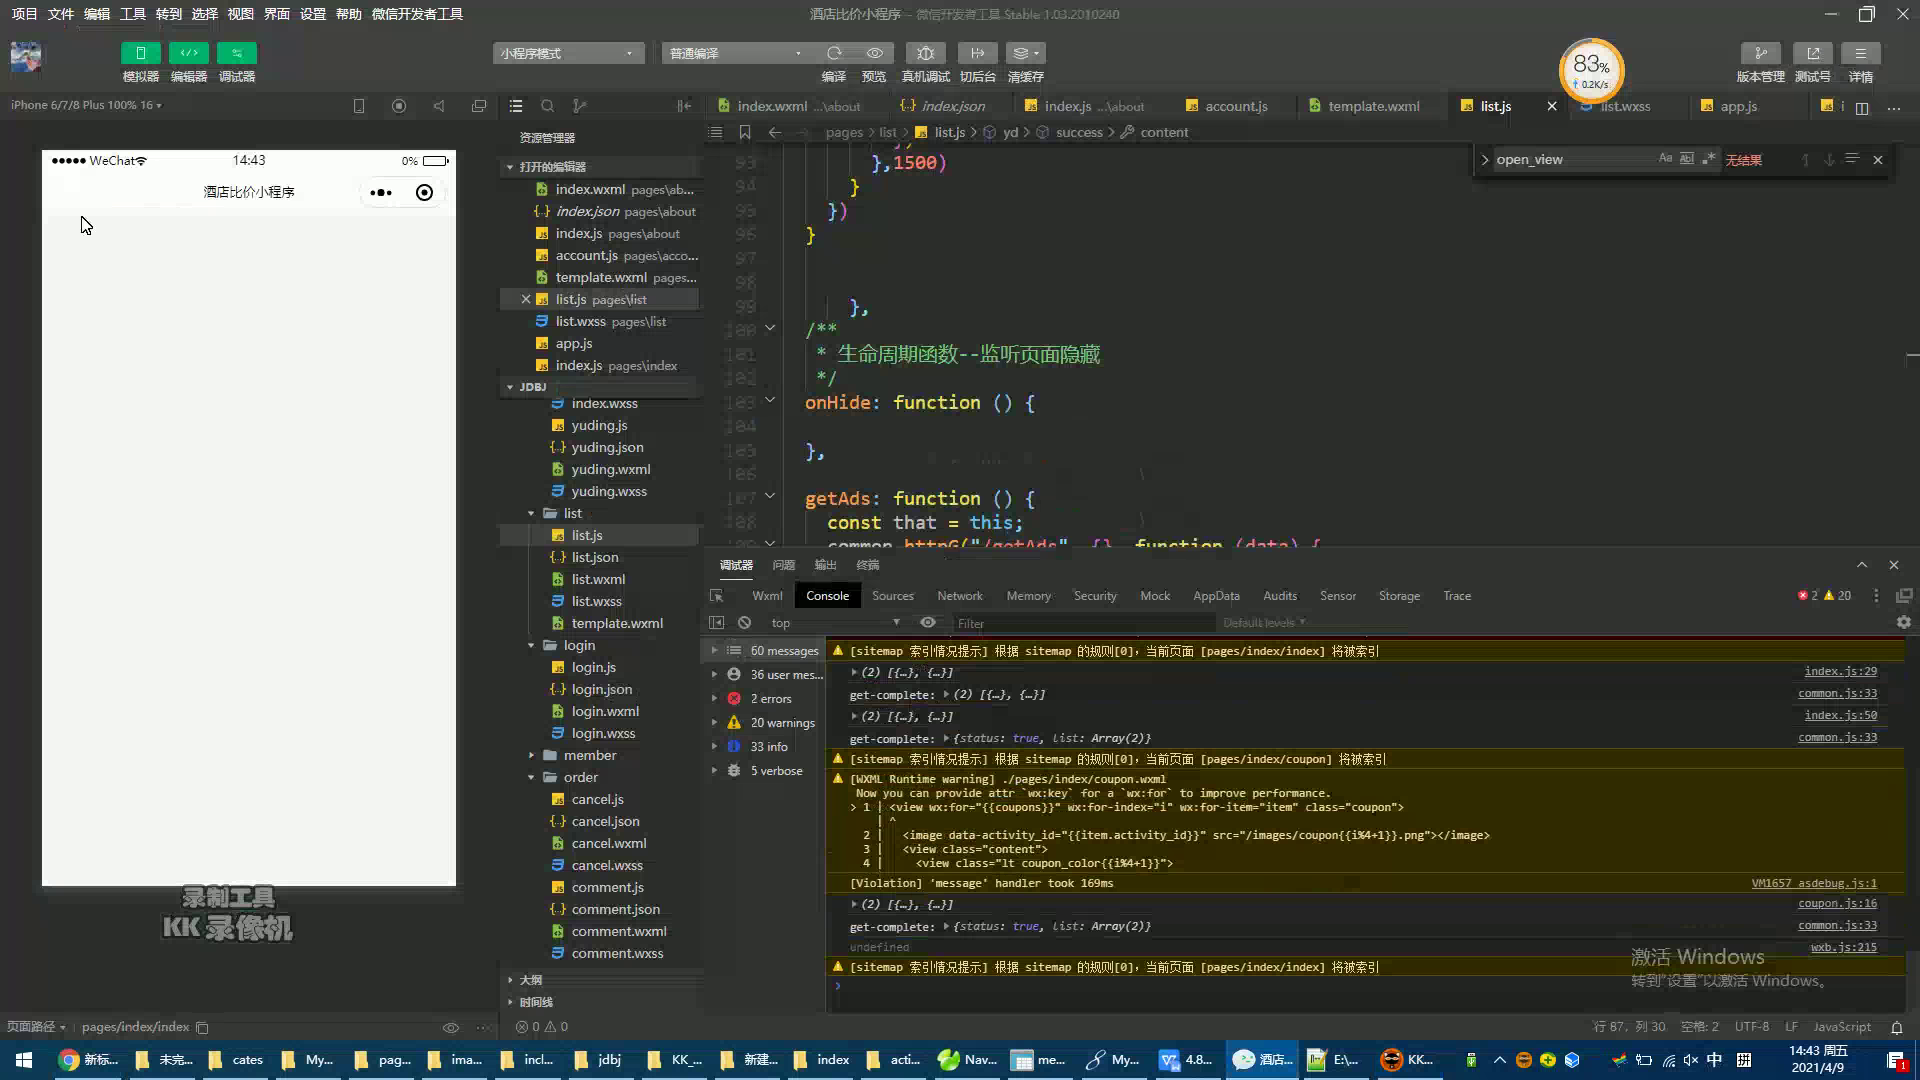 项目 文件 编辑 工具 转到 选择 视图 界面 设置 帮助 微信开发者工具
酒店比价小程序 - 微信开发者工具 Stable 1.03.2010240
小程序模式
普通编译
模拟器 编辑器 调试器
编译 预览 真机调试 切后台 清缓存
83%
0.2K/s
版本管理 测试号 详情
iPhone 6/7/8 Plus 100% 16
index.wxml ...\about
index.json
index.js ...\about
account.js
template.wxml
list.js
list.wxss
app.js
资源管理器
pages > list > list.js > yd > success > content
WeChat
14:43
0%
酒店比价小程序
打开的编辑器
index.wxml pages\ab...
index.json pages\about
index.js pages\about
account.js pages\acco...
template.wxml pages...
list.js pages\list
list.wxss pages\list
app.js
index.js pages\index
JDBJ
index.wxss
yuding.js
yuding.json
yuding.wxml
yuding.wxss
list
list.js
list.json
list.wxml
list.wxss
template.wxml
login
login.js
login.json
login.wxml
login.wxss
member
order
cancel.js
cancel.json
cancel.wxml
cancel.wxss
comment.js
comment.json
comment.wxml
comment.wxss
大纲
时间线
open_view
无结果
93 },1500)
94 }
95 })
96 }
97
98
99 },
100 /**
101 * 生命周期函数--监听页面隐藏
102 */
103 onHide: function () {
104
105 },
106
107 getAds: function () {
108 const that = this;
109 common.httpG("/getAds", {}, function (data) {
调试器 问题 输出 终端
Wxml Console Sources Network Memory Security Mock AppData Audits Sensor Storage Trace
2 20
top
Filter
Default levels
60 messages
36 user mes...
2 errors
20 warnings
33 info
5 verbose
[sitemap 索引情况提示] 根据 sitemap 的规则[0]，当前页面 [pages/index/index] 将被索引
(2) [{…}, {…}] index.js:29
get-complete: (2) [{…}, {…}] common.js:33
(2) [{…}, {…}] index.js:50
get-complete: {status: true, list: Array(2)} common.js:33
[sitemap 索引情况提示] 根据 sitemap 的规则[0]，当前页面 [pages/index/coupon] 将被索引
[WXML Runtime warning] ./pages/index/coupon.wxml
Now you can provide attr `wx:key` for a `wx:for` to improve performance.
> 1 | <view wx:for="{{coupons}}" wx:for-index="i" wx:for-item="item" class="coupon">
| ^
2 | <image data-activity_id="{{item.activity_id}}" src="/images/coupon{{i%4+1}}.png"></image>
3 | <view class="content">
4 | <view class="lt coupon_color{{i%4+1}}">
[Violation] 'message' handler took 169ms VM1657 asdebug.js:1
(2) [{…}, {…}] coupon.js:16
get-complete: {status: true, list: Array(2)} common.js:33
undefined wxb.js:215
[sitemap 索引情况提示] 根据 sitemap 的规则[0]，当前页面 [pages/index/index] 将被索引
录制工具
KK 录像机
激活 Windows
转到"设置"以激活 Windows。
页面路径 pages/index/index
0 0
行 87，列 30 空格: 2 UTF-8 LF JavaScript
新标... 未完... cates My... pag... ima... incl... jdbj KK_... 新建... index acti... Nav... me... My... 4.8... 酒店... E:\... KK...
中 拼
14:43 周五
2021/4/9
1